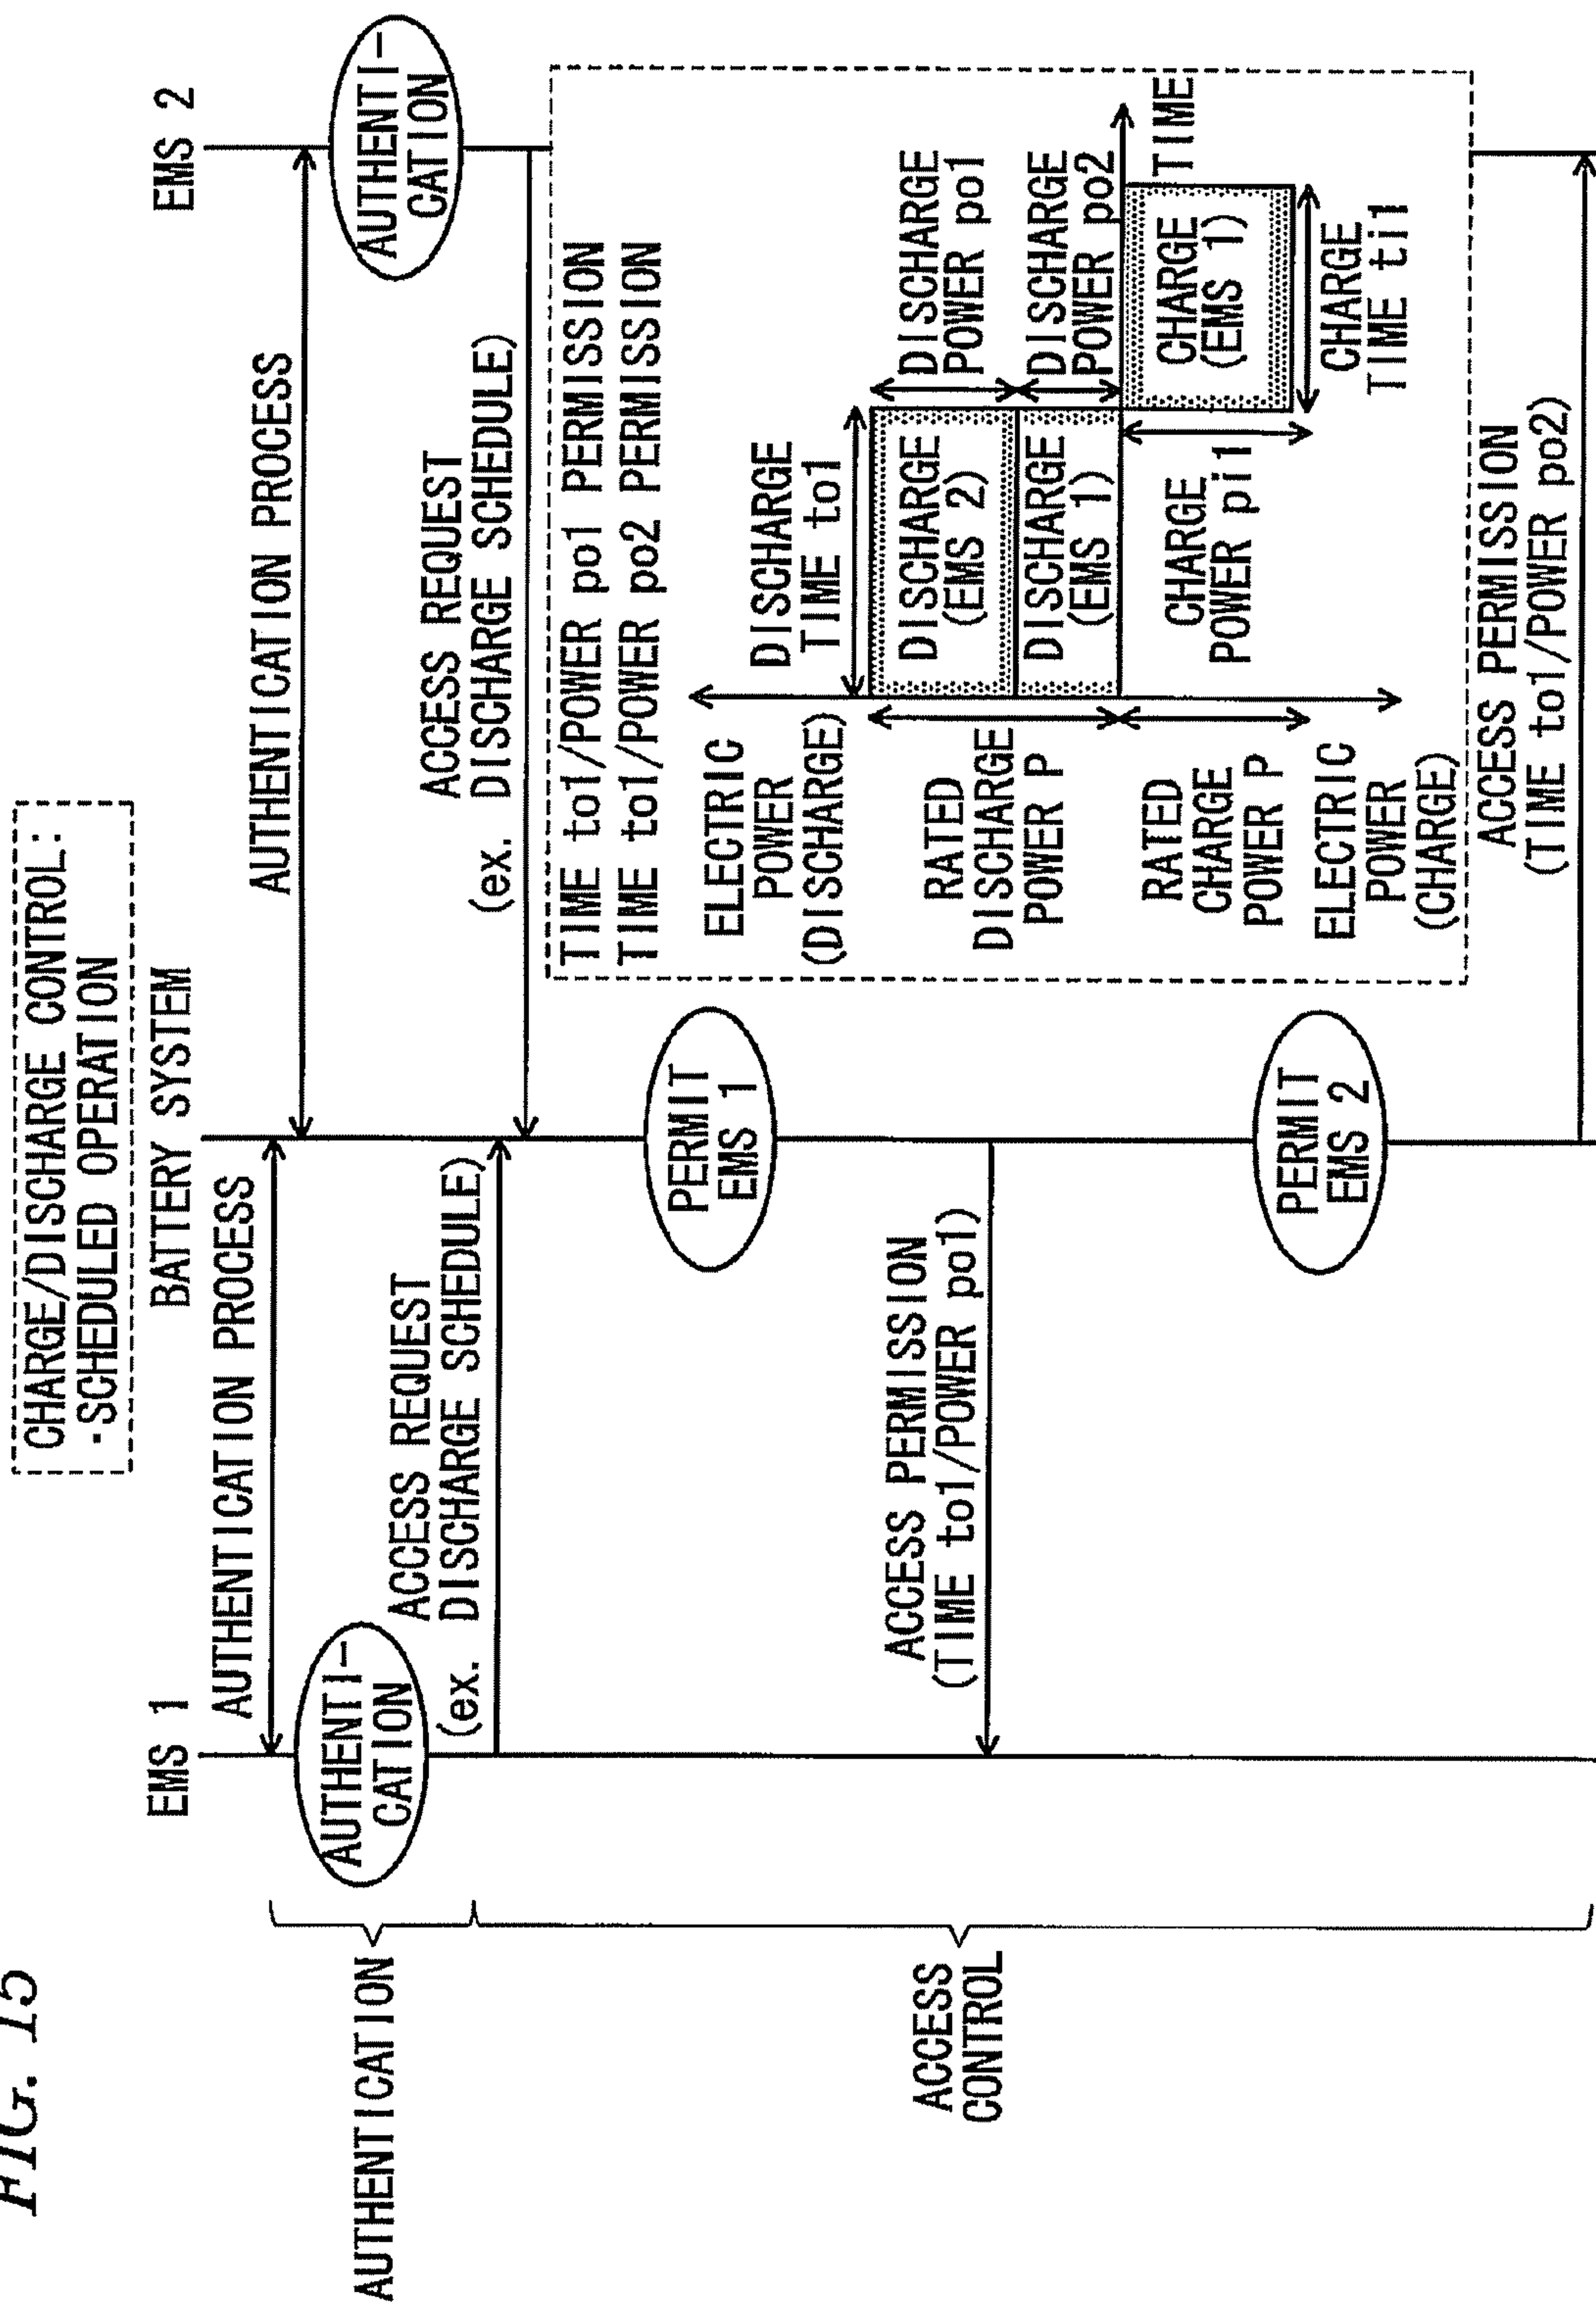 FIG. 15
CHARGE/DISCHARGE CONTROL:
·SCHEDULED OPERATION
EMS 1
BATTERY SYSTEM
EMS 2
AUTHENTICATION
AUTHENTICATION PROCESS
AUTHENTICATION PROCESS
AUTHENTI-
CATION
AUTHENTI-
CATION
ACCESS REQUEST
(ex. DISCHARGE SCHEDULE)
ACCESS REQUEST
(ex. DISCHARGE SCHEDULE)
ACCESS
CONTROL
PERMIT
EMS 1
TIME to1/POWER po1 PERMISSION
TIME to1/POWER po2 PERMISSION
ELECTRIC
POWER
(DISCHARGE)
DISCHARGE
TIME to1
RATED
DISCHARGE
POWER P
DISCHARGE
(EMS 2)
DISCHARGE
(EMS 1)
DISCHARGE
POWER po1
DISCHARGE
POWER po2
TIME
RATED
CHARGE
POWER P
CHARGE
POWER pi1
CHARGE
(EMS 1)
CHARGE
TIME ti1
ELECTRIC
POWER
(CHARGE)
ACCESS PERMISSION
(TIME to1/POWER po1)
PERMIT
EMS 2
ACCESS PERMISSION
(TIME to1/POWER po2)